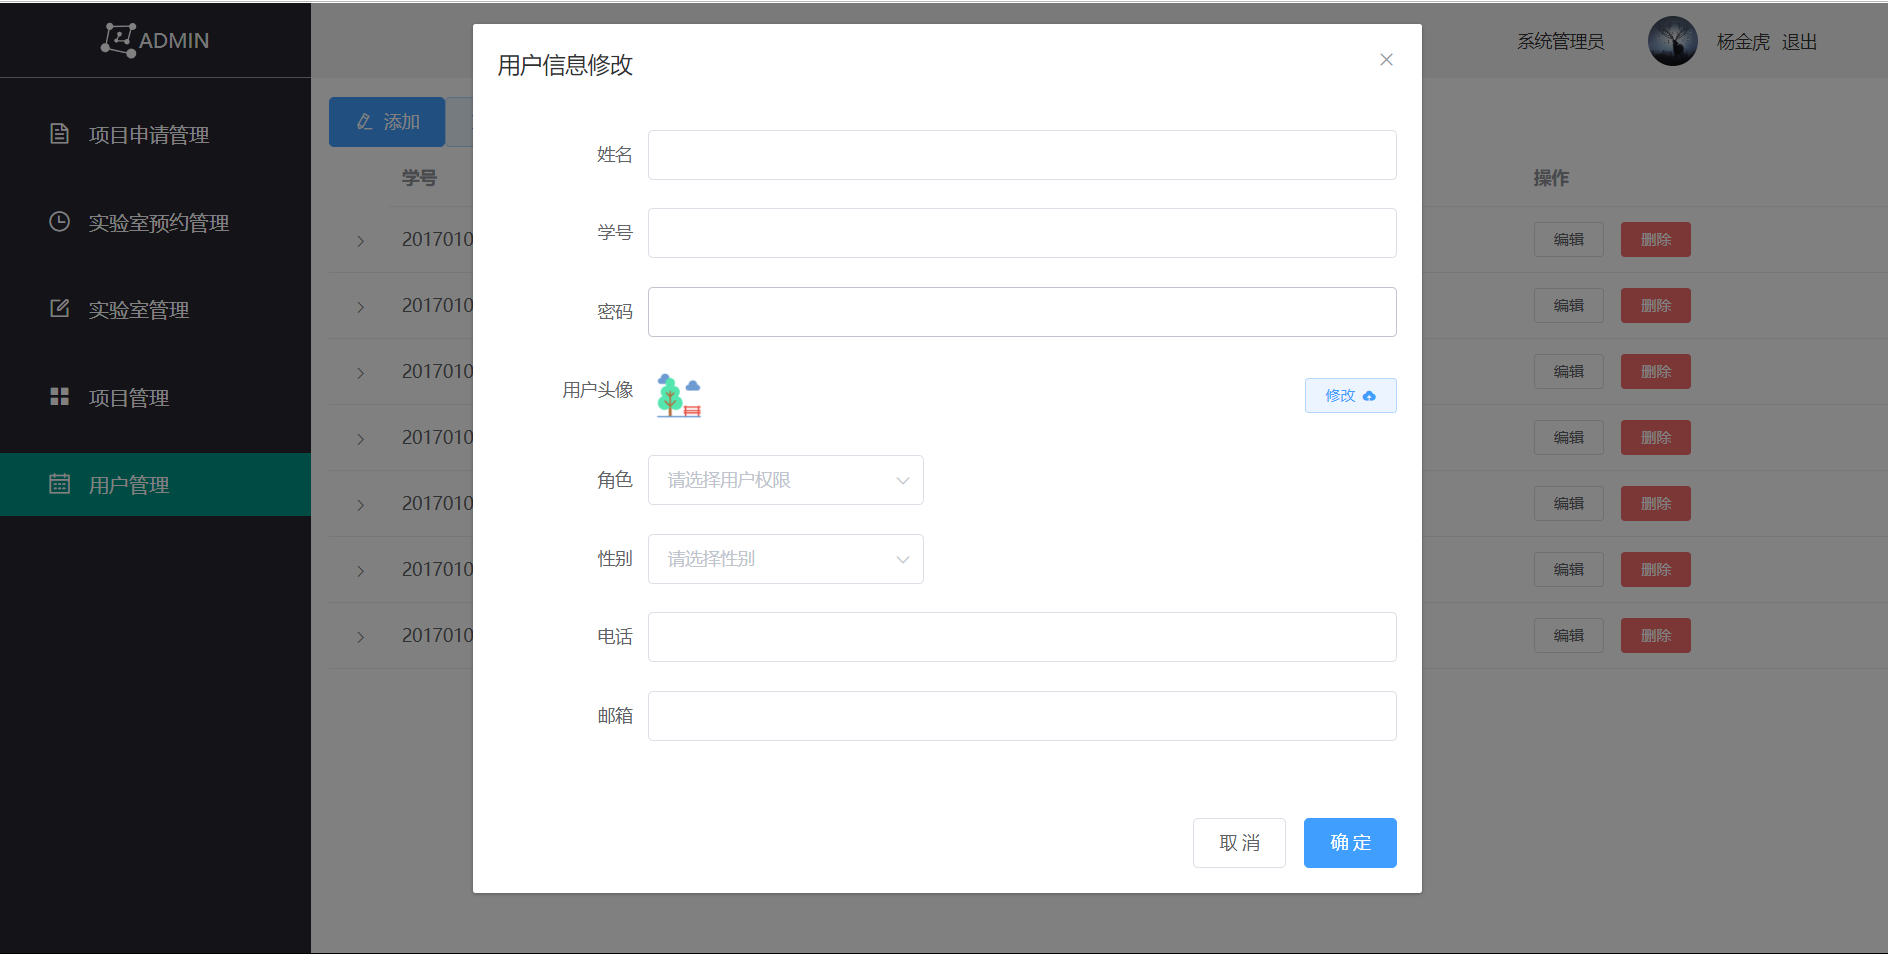 ADMIN
系统管理员 杨金虎 退出
项目申请管理
实验室预约管理
实验室管理
项目管理
用户管理
添加
学号
操作
2017010
编辑 删除
2017010
编辑 删除
2017010
编辑 删除
2017010
编辑 删除
2017010
编辑 删除
2017010
编辑 删除
2017010
编辑 删除
用户信息修改
姓名
学号
密码
用户头像
修改
角色 请选择用户权限
性别 请选择性别
电话
邮箱
取消 确定